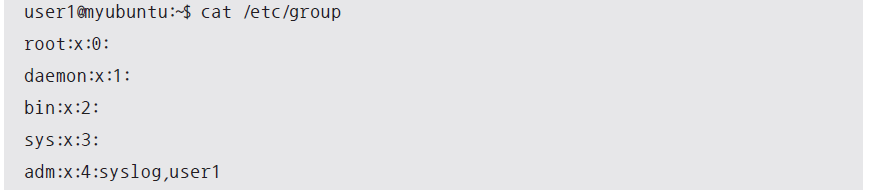 user1@myubuntu:~$ cat /etc/group
root:x:0:
daemon:x:1:
bin:x:2:
sys:x:3:
adm:x:4:syslog,user1